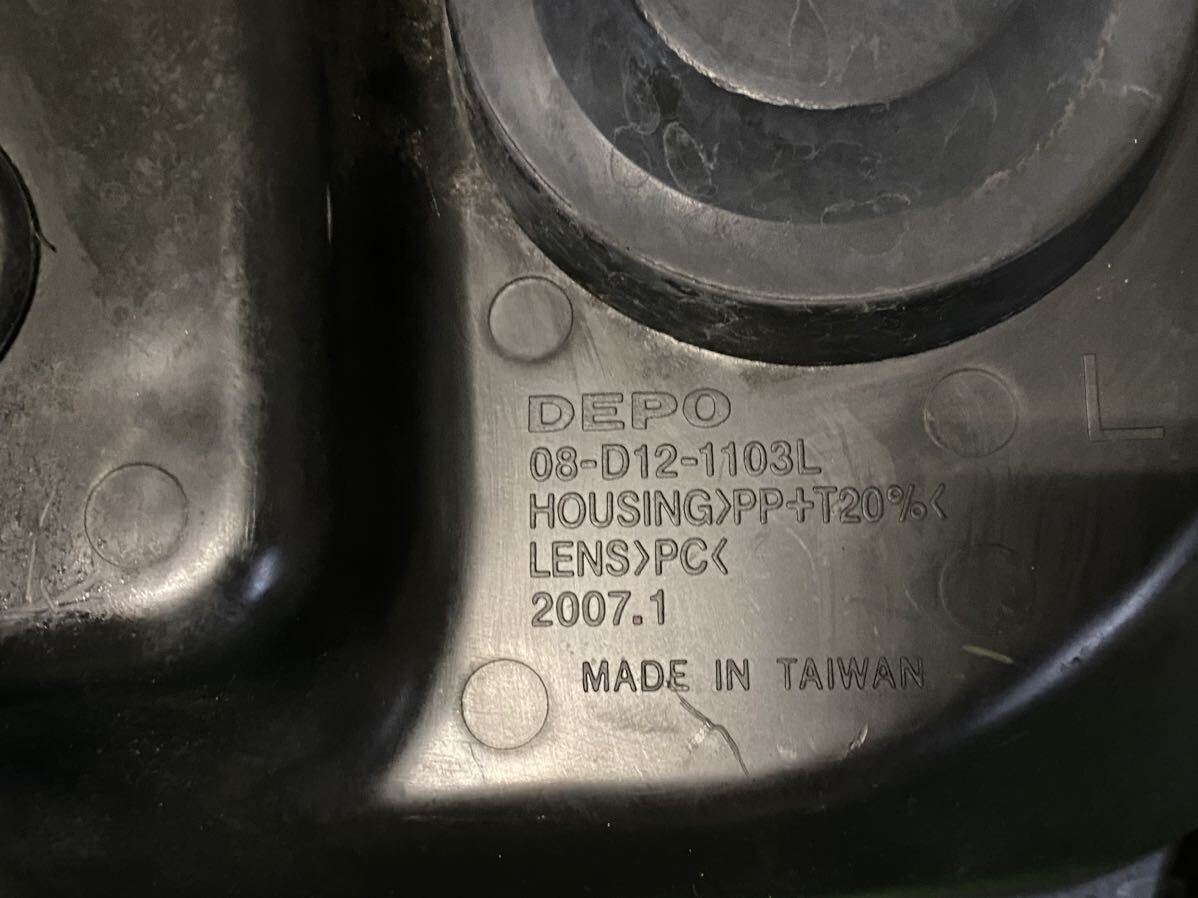 DEPO
08-D12-1103L
L
HOUSING>PP+T20%<
LENS>PC<
2007.1
MADE IN TAIWAN